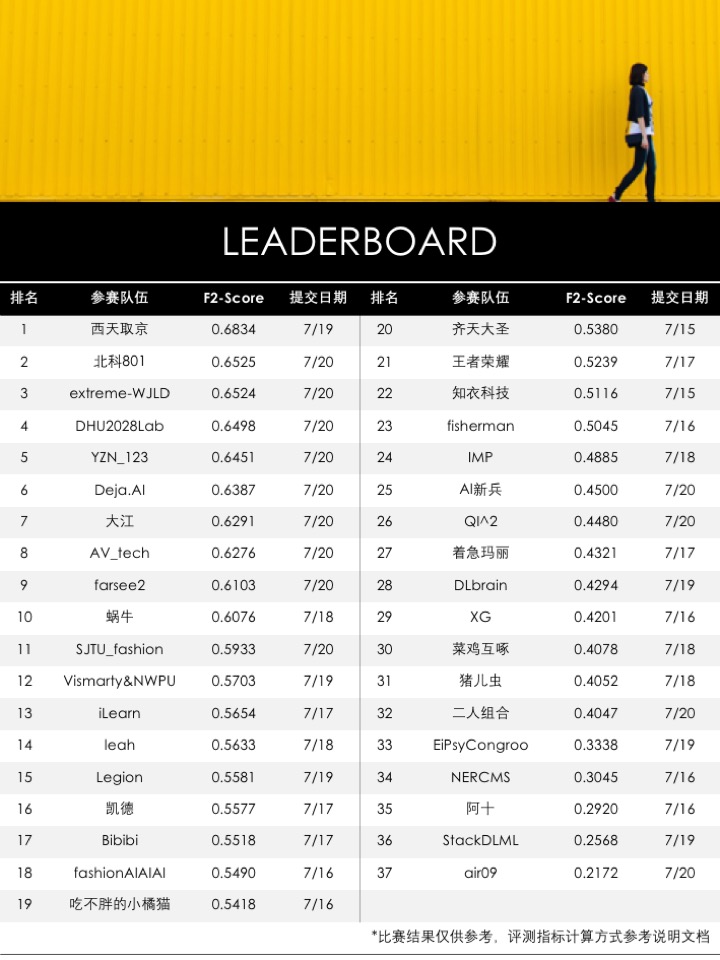 LEADERBOARD
排名 参赛队伍 F2-Score 提交日期 排名 参赛队伍 F2-Score 提交日期
1 西天取京 0.6834 7/19 20 齐天大圣 0.5380 7/15
2 北科801 0.6525 7/20 21 王者荣耀 0.5239 7/17
3 extreme-WJLD 0.6524 7/20 22 知衣科技 0.5116 7/15
4 DHU2028Lab 0.6498 7/20 23 fisherman 0.5045 7/16
5 YZN_123 0.6451 7/20 24 IMP 0.4885 7/18
6 Deja.AI 0.6387 7/20 25 AI新兵 0.4500 7/20
7 大江 0.6291 7/20 26 QI^2 0.4480 7/20
8 AV_tech 0.6276 7/20 27 着急玛丽 0.4321 7/17
9 farsee2 0.6103 7/20 28 DLbrain 0.4294 7/19
10 蜗牛 0.6076 7/18 29 XG 0.4201 7/16
11 SJTU_fashion 0.5933 7/20 30 菜鸡互啄 0.4078 7/18
12 Vismarty&NWPU 0.5703 7/19 31 猪儿虫 0.4052 7/18
13 iLearn 0.5654 7/17 32 二人组合 0.4047 7/20
14 leah 0.5633 7/18 33 EiPsyCongroo 0.3338 7/19
15 Legion 0.5581 7/19 34 NERCMS 0.3045 7/16
16 凯德 0.5577 7/17 35 阿十 0.2920 7/16
17 Bibibi 0.5518 7/17 36 StackDLML 0.2568 7/19
18 fashionAIAIAI 0.5490 7/16 37 air09 0.2172 7/20
19 吃不胖的小橘猫 0.5418 7/16
*比赛结果仅供参考，评测指标计算方式参考说明文档